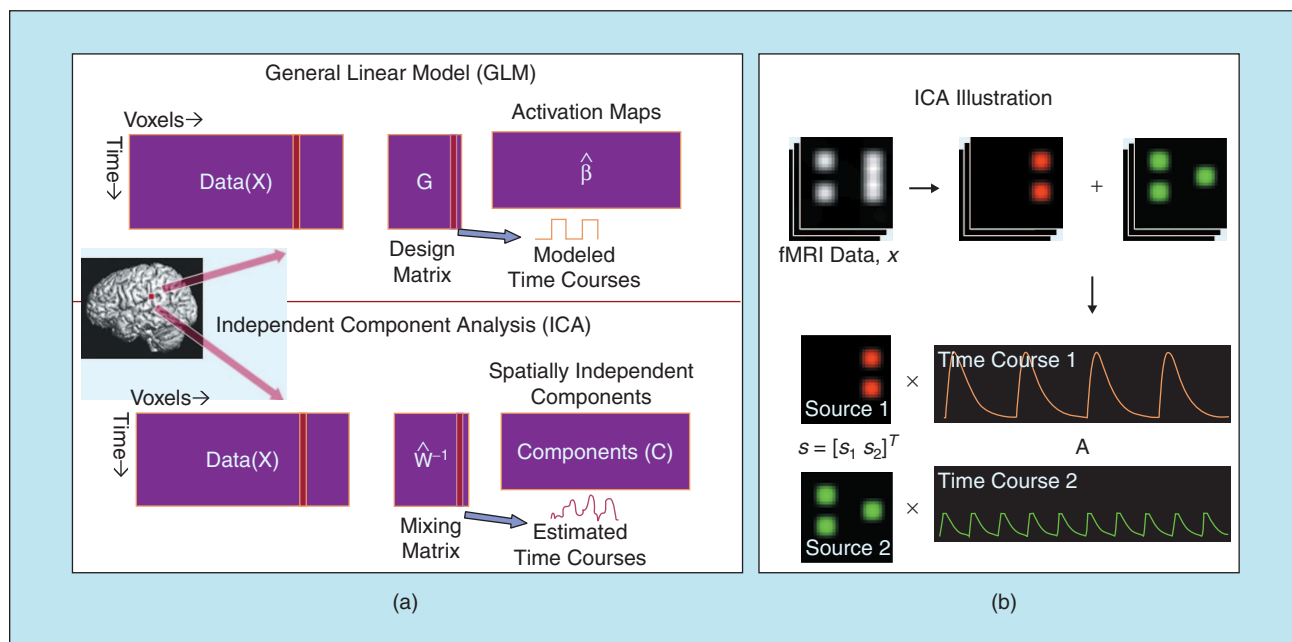 General Linear Model (GLM)
Voxels→
Time→
Data(X)
G
Design
Matrix
Activation Maps
β̂
Modeled
Time Courses
Independent Component Analysis (ICA)
Voxels→
Time→
Data(X)
Ŵ⁻¹
Mixing
Matrix
Spatially Independent
Components
Components (C)
Estimated
Time Courses
(a)
ICA Illustration
+
fMRI Data, x
Source 1
×
Time Course 1
s = [s₁ s₂]ᵀ
A
Source 2
×
Time Course 2
(b)